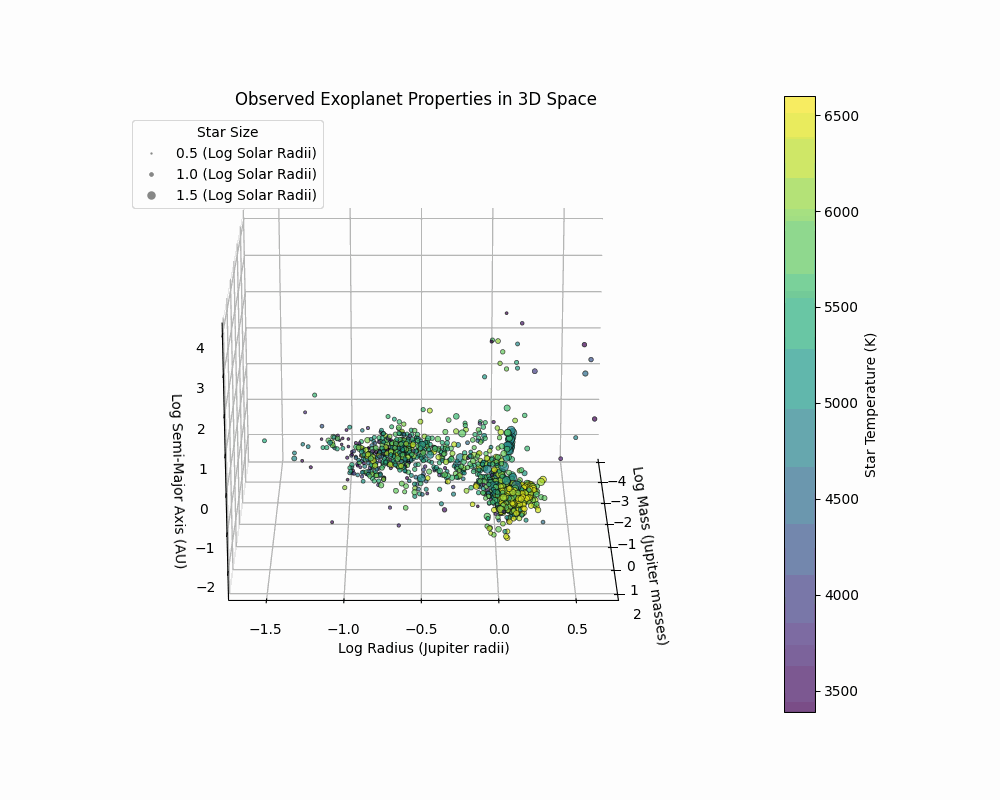 Observed Exoplanet Properties in 3D Space
Star Size
0.5 (Log Solar Radii)
1.0 (Log Solar Radii)
1.5 (Log Solar Radii)
4
3
2
1
0
−1
−2
Log Semi-Major Axis (AU)
−1.5
−1.0
−0.5
0.0
0.5
Log Radius (Jupiter radii)
−4
−3
−2
−1
0
1
2
Log Mass (Jupiter masses)
6500
6000
5500
5000
4500
4000
3500
Star Temperature (K)